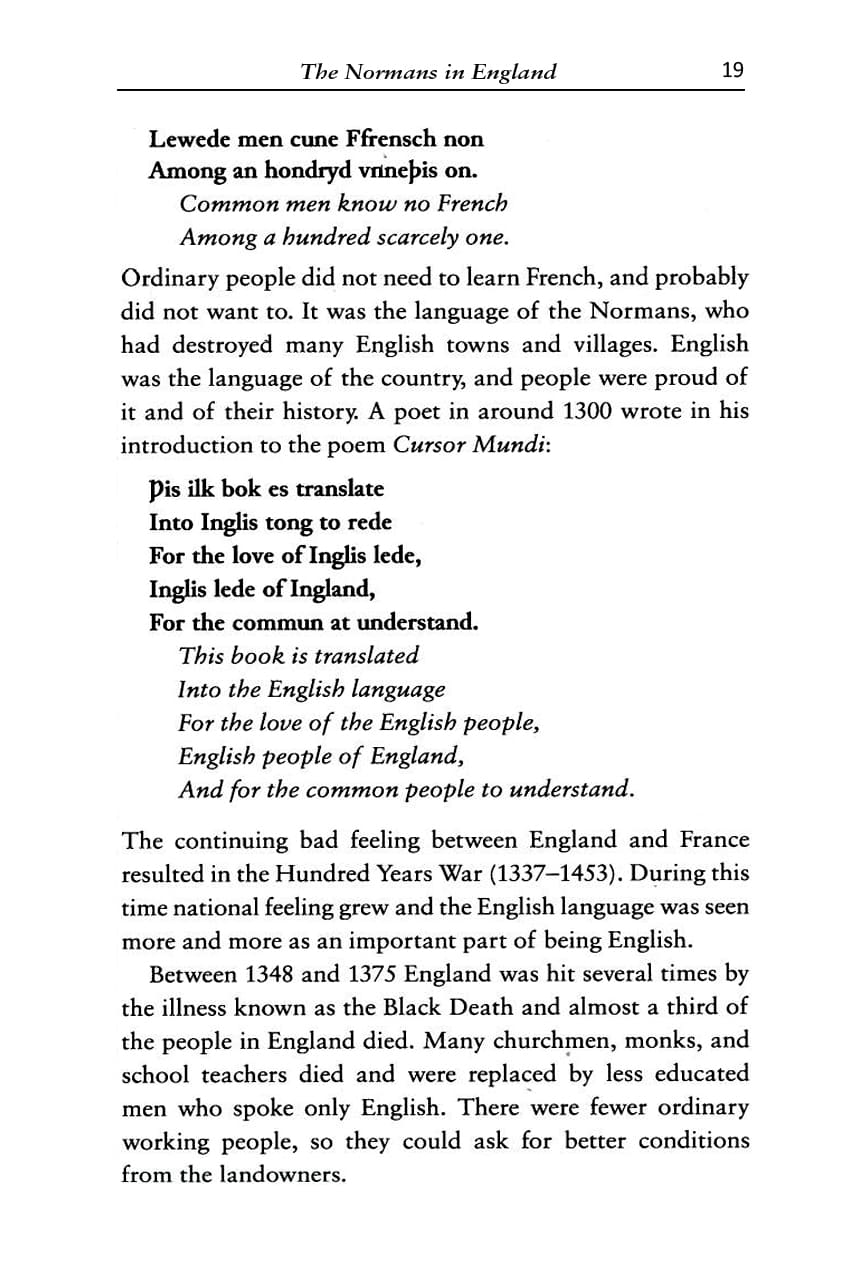 The Normans in England 19
Lewede men cune Ffrensch non
Among an hondryd vnneþis on.
Common men know no French
Among a hundred scarcely one.
Ordinary people did not need to learn French, and probably
did not want to. It was the language of the Normans, who
had destroyed many English towns and villages. English
was the language of the country, and people were proud of
it and of their history. A poet in around 1300 wrote in his
introduction to the poem Cursor Mundi:
Þis ilk bok es translate
Into Inglis tong to rede
For the love of Inglis lede,
Inglis lede of Ingland,
For the commun at understand.
This book is translated
Into the English language
For the love of the English people,
English people of England,
And for the common people to understand.
The continuing bad feeling between England and France
resulted in the Hundred Years War (1337–1453). During this
time national feeling grew and the English language was seen
more and more as an important part of being English.
Between 1348 and 1375 England was hit several times by
the illness known as the Black Death and almost a third of
the people in England died. Many churchmen, monks, and
school teachers died and were replaced by less educated
men who spoke only English. There were fewer ordinary
working people, so they could ask for better conditions
from the landowners.